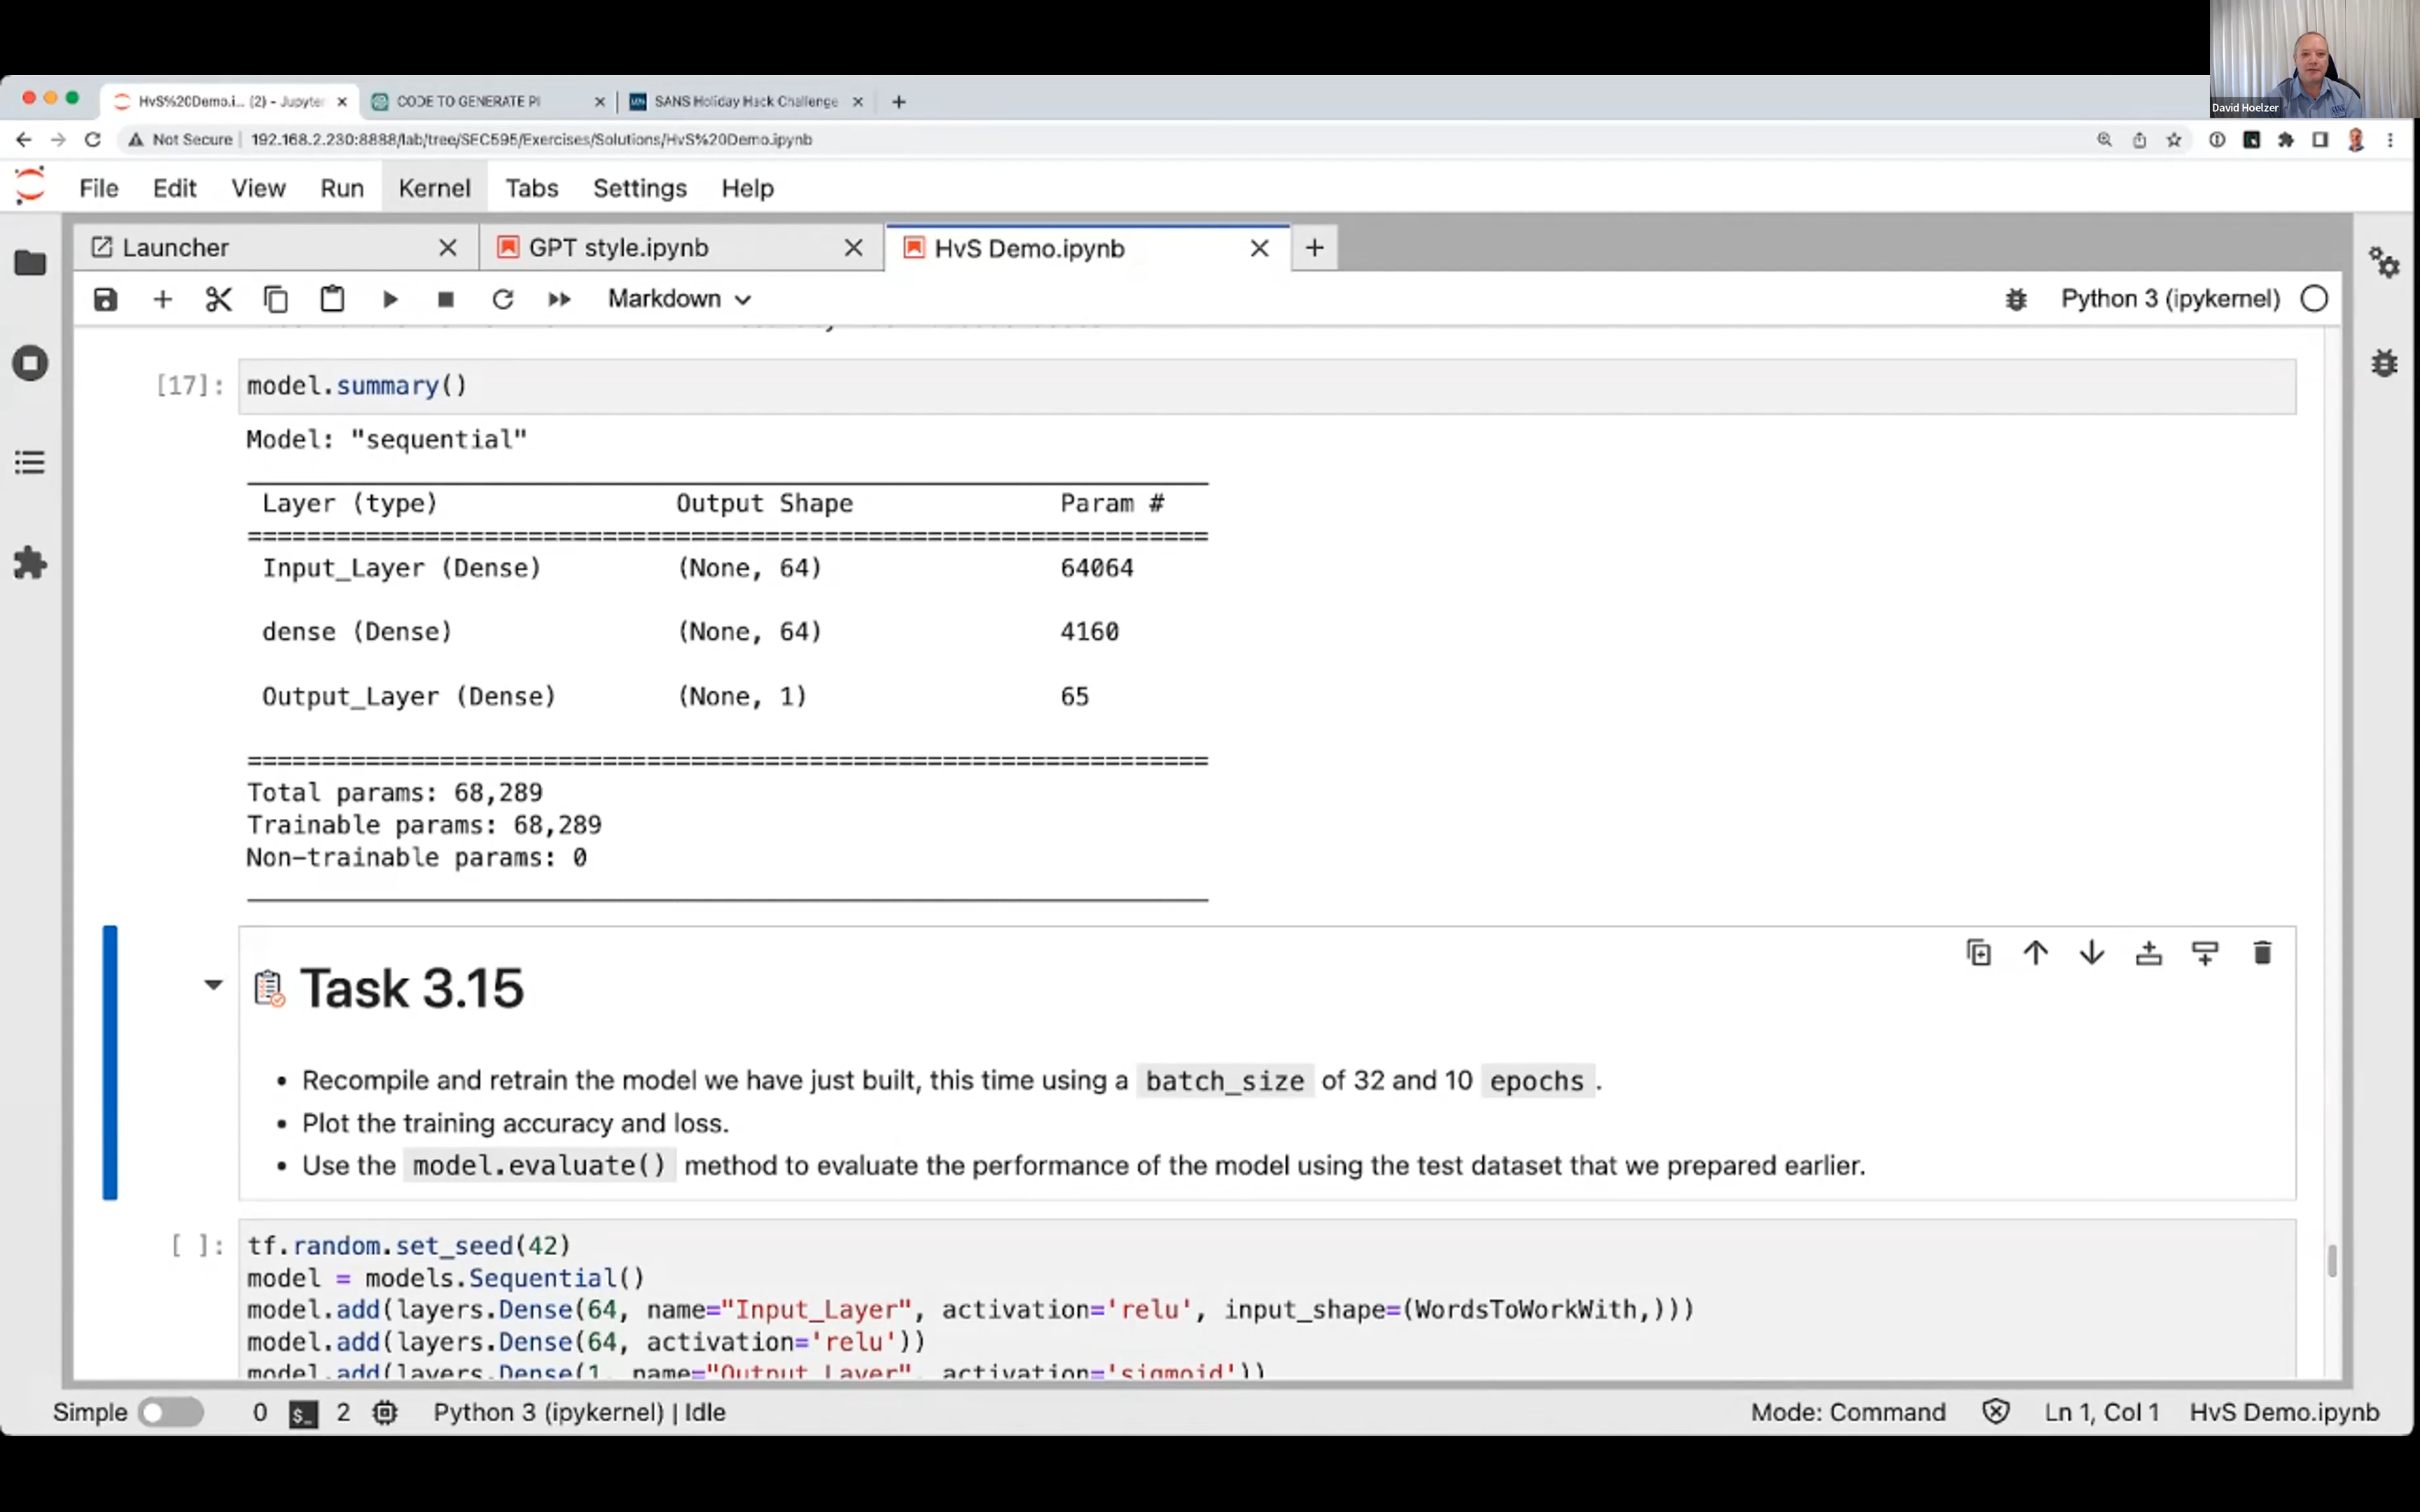 David Hoelzer
HvS%20Demo.i... (2) - Jupyter
CODE TO GENERATE PI
SANS Holiday Hack Challenge
Not Secure | 192.168.2.230:8888/lab/tree/SEC595/Exercises/Solutions/HvS%20Demo.ipynb
File Edit View Run Kernel Tabs Settings Help
Launcher
GPT style.ipynb
HvS Demo.ipynb
Markdown
Python 3 (ipykernel)
[17]: model.summary()
Model: "sequential"
Layer (type) Output Shape Param #
Input_Layer (Dense) (None, 64) 64064
dense (Dense) (None, 64) 4160
Output_Layer (Dense) (None, 1) 65
Total params: 68,289
Trainable params: 68,289
Non-trainable params: 0
Task 3.15
• Recompile and retrain the model we have just built, this time using a batch_size of 32 and 10 epochs .
• Plot the training accuracy and loss.
• Use the model.evaluate() method to evaluate the performance of the model using the test dataset that we prepared earlier.
[ ]: tf.random.set_seed(42)
model = models.Sequential()
model.add(layers.Dense(64, name="Input_Layer", activation='relu', input_shape=(WordsToWorkWith,)))
model.add(layers.Dense(64, activation='relu'))
model.add(layers.Dense(1, name="Output_Layer", activation='sigmoid'))
Simple 0 $_ 2 Python 3 (ipykernel) | Idle
Mode: Command Ln 1, Col 1 HvS Demo.ipynb